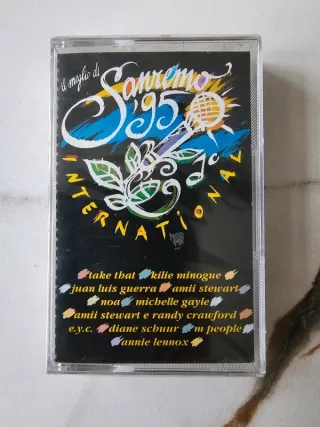 il meglio di
Sanremo
'95
INTERNATIONAL
take that kilie minogue
juan luis guerra amii stewart
noa michelle gayle
amii stewart e randy crawford
e.y.c. diane schuur m people
annie lennox